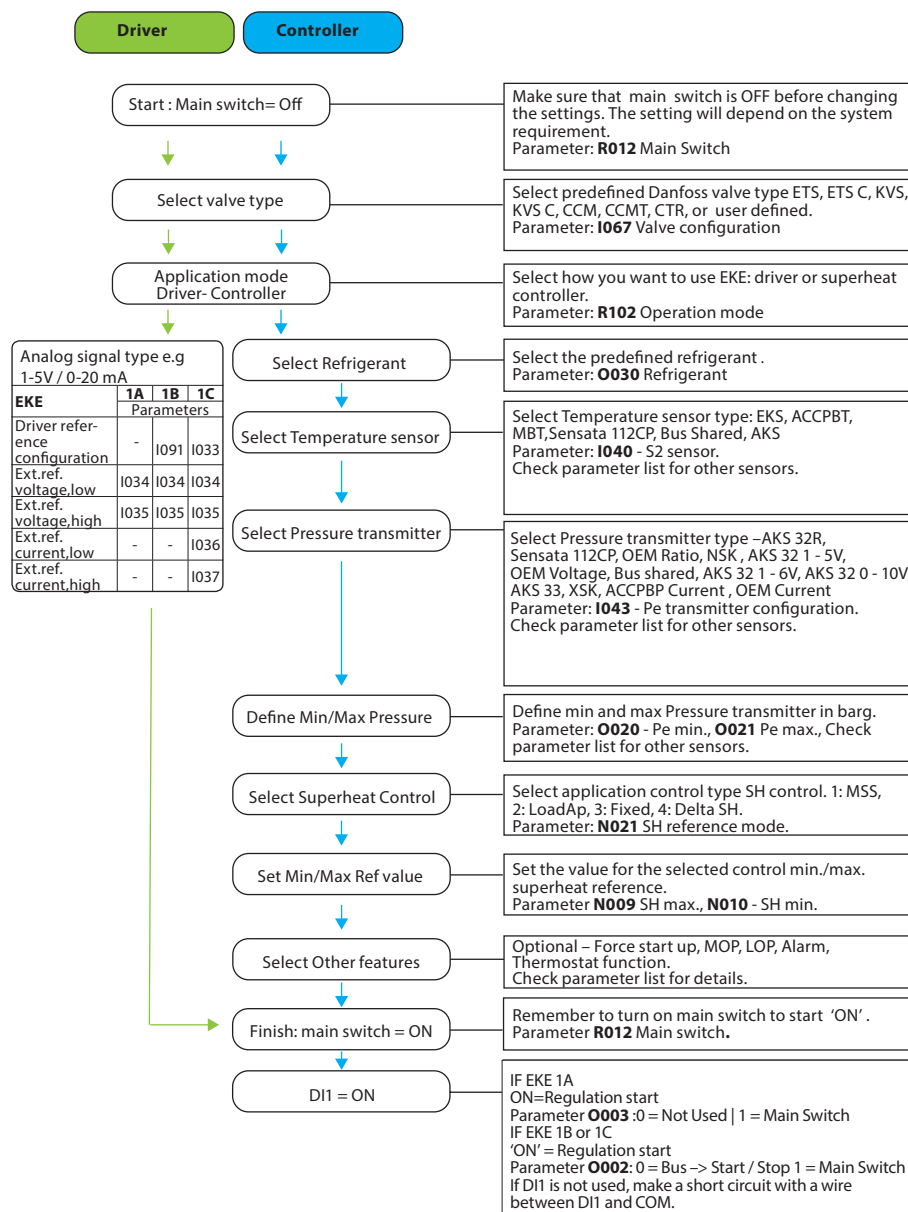 Driver
Controller
Start : Main switch= Off
Make sure that main switch is OFF before changing
the settings. The setting will depend on the system
requirement.
Parameter: R012 Main Switch
Select valve type
Select predefined Danfoss valve type ETS, ETS C, KVS,
KVS C, CCM, CCMT, CTR, or user defined.
Parameter: I067 Valve configuration
Application mode
Driver- Controller
Select how you want to use EKE: driver or superheat
controller.
Parameter: R102 Operation mode
Analog signal type e.g
1-5V / 0-20 mA
EKE 1A 1B 1C
Parameters
Driver refer-
ence
configuration - I091 I033
Ext.ref.
voltage,low I034 I034 I034
Ext.ref.
voltage,high I035 I035 I035
Ext.ref.
current,low - - I036
Ext.ref.
current,high - - I037
Select Refrigerant
Select the predefined refrigerant .
Parameter: O030 Refrigerant
Select Temperature sensor
Select Temperature sensor type: EKS, ACCPBT,
MBT,Sensata 112CP, Bus Shared, AKS
Parameter: I040 - S2 sensor.
Check parameter list for other sensors.
Select Pressure transmitter
Select Pressure transmitter type –AKS 32R,
Sensata 112CP, OEM Ratio, NSK , AKS 32 1 - 5V,
OEM Voltage, Bus shared, AKS 32 1 - 6V, AKS 32 0 - 10V
AKS 33, XSK, ACCPBP Current , OEM Current
Parameter: I043 - Pe transmitter configuration.
Check parameter list for other sensors.
Define Min/Max Pressure
Define min and max Pressure transmitter in barg.
Parameter: O020 - Pe min., O021 Pe max., Check
parameter list for other sensors.
Select Superheat Control
Select application control type SH control. 1: MSS,
2: LoadAp, 3: Fixed, 4: Delta SH.
Parameter: N021 SH reference mode.
Set Min/Max Ref value
Set the value for the selected control min./max.
superheat reference.
Parameter N009 SH max., N010 - SH min.
Select Other features
Optional – Force start up, MOP, LOP, Alarm,
Thermostat function.
Check parameter list for details.
Finish: main switch = ON
Remember to turn on main switch to start ‘ON’ .
Parameter R012 Main switch.
DI1 = ON
IF EKE 1A
ON=Regulation start
Parameter O003 :0 = Not Used | 1 = Main Switch
IF EKE 1B or 1C
‘ON’ = Regulation start
Parameter O002: 0 = Bus –> Start / Stop 1 = Main Switch
If DI1 is not used, make a short circuit with a wire
between DI1 and COM.